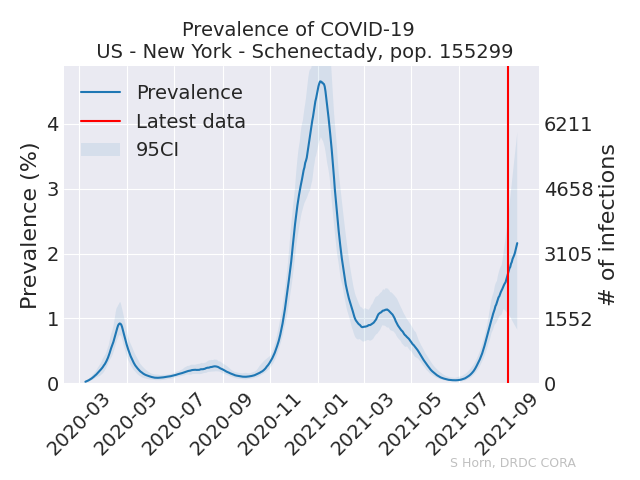 Prevalence of COVID-19
US - New York - Schenectady, pop. 155299
Prevalence
Latest data
95CI
Prevalence (%)
4
3
2
1
0
6211
4658
3105
1552
0
# of infections
2020-03
2020-05
2020-07
2020-09
2020-11
2021-01
2021-03
2021-05
2021-07
2021-09
S Horn, DRDC CORA